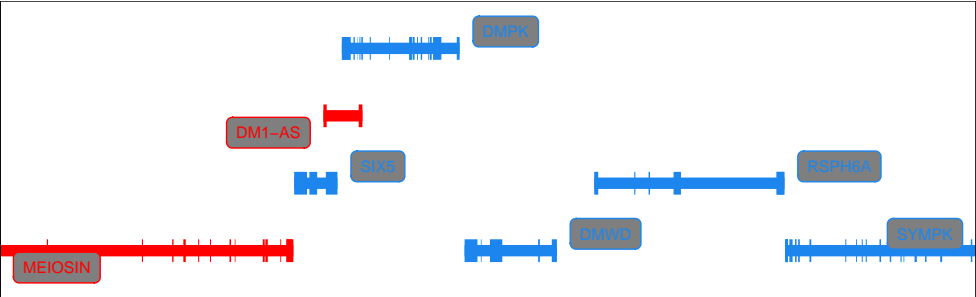 DMPK
DM1–AS
SIX5
RSPH6A
DMWD
SYMPK
MEIOSIN